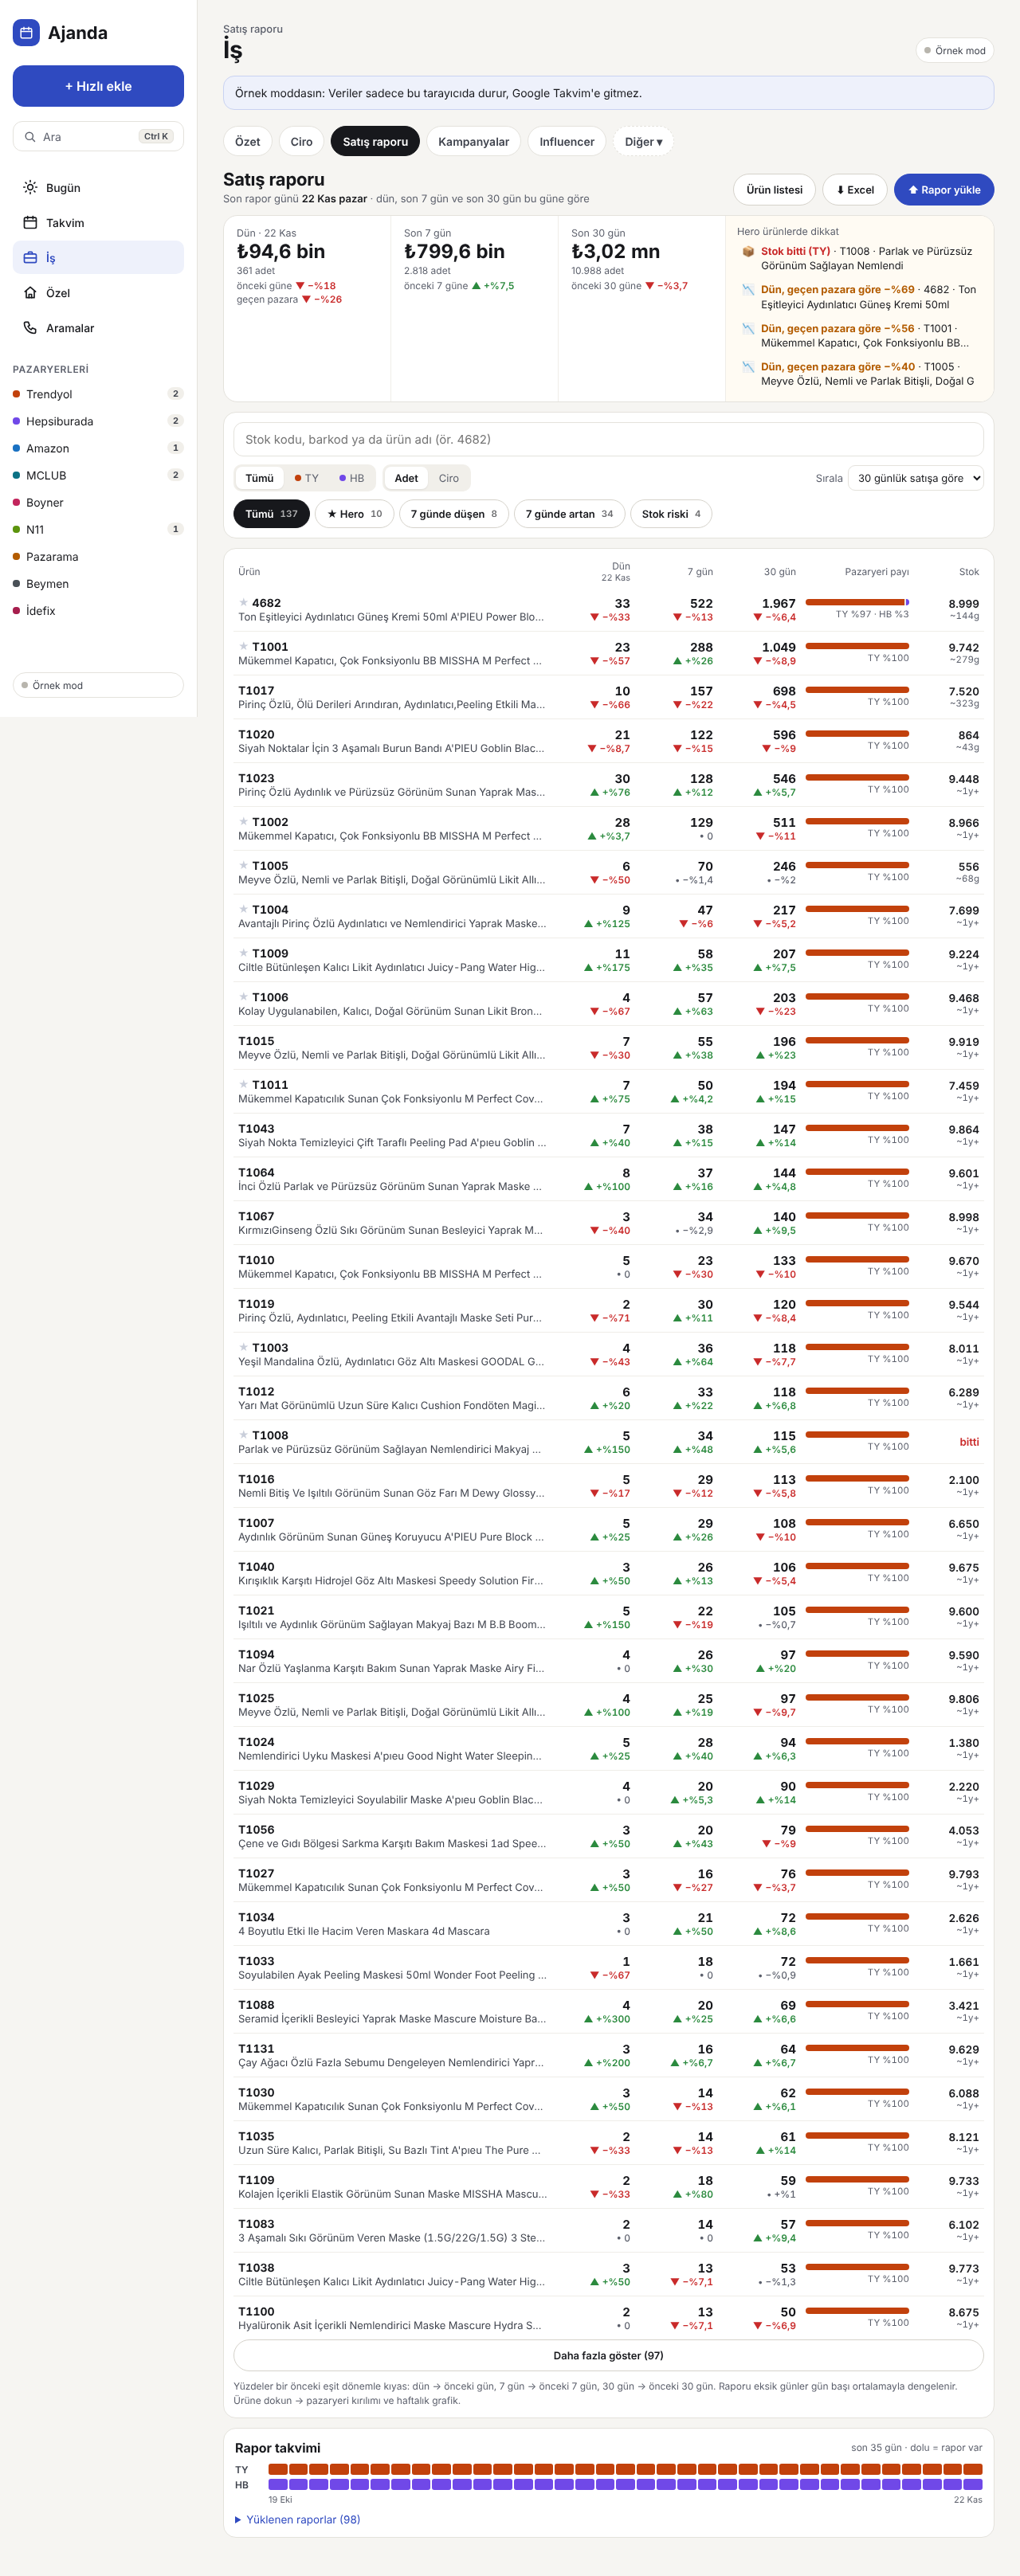 Ajanda
+ Hızlı ekle
Ara
Ctrl K
Bugün
Takvim
İş
Özel
Aramalar
PAZARYERLERİ
Trendyol 2
Hepsiburada 2
Amazon 1
MCLUB 2
Boyner
N11 1
Pazarama
Beymen
İdefix
Örnek mod
Satış raporu
İş
Örnek mod
Örnek moddasın: Veriler sadece bu tarayıcıda durur, Google Takvim'e gitmez.
Özet Ciro Satış raporu Kampanyalar Influencer Diğer ▾
Satış raporu
Son rapor günü 22 Kas pazar · dün, son 7 gün ve son 30 gün bu güne göre
Ürün listesi ⬇ Excel ⬆ Rapor yükle
Dün · 22 Kas
₺94,6 bin
361 adet
önceki güne ▼ −%18
geçen pazara ▼ −%26
Son 7 gün
₺799,6 bin
2.818 adet
önceki 7 güne ▲ +%7,5
Son 30 gün
₺3,02 mn
10.988 adet
önceki 30 güne ▼ −%3,7
Hero ürünlerde dikkat
Stok bitti (TY) · T1008 · Parlak ve Pürüzsüz
Görünüm Sağlayan Nemlendi
Dün, geçen pazara göre −%69 · 4682 · Ton
Eşitleyici Aydınlatıcı Güneş Kremi 50ml
Dün, geçen pazara göre −%56 · T1001 ·
Mükemmel Kapatıcı, Çok Fonksiyonlu BB...
Dün, geçen pazara göre −%40 · T1005 ·
Meyve Özlü, Nemli ve Parlak Bitişli, Doğal G
Stok kodu, barkod ya da ürün adı (ör. 4682)
Tümü TY HB Adet Ciro Sırala 30 günlük satışa göre
Tümü 137 ★ Hero 10 7 günde düşen 8 7 günde artan 34 Stok riski 4
Ürün Dün 7 gün 30 gün Pazaryeri payı Stok
22 Kas
★ 4682 33 522 1.967 8.999
Ton Eşitleyici Aydınlatıcı Güneş Kremi 50ml A'PIEU Power Blo... ▼ −%33 ▼ −%13 ▼ −%6,4 TY %97 · HB %3 ~144g
★ T1001 23 288 1.049 9.742
Mükemmel Kapatıcı, Çok Fonksiyonlu BB MISSHA M Perfect ... ▼ −%57 ▲ +%26 ▼ −%8,9 TY %100 ~279g
T1017 10 157 698 7.520
Pirinç Özlü, Ölü Derileri Arındıran, Aydınlatıcı,Peeling Etkili Ma... ▼ −%66 ▼ −%22 ▼ −%4,5 TY %100 ~323g
T1020 21 122 596 864
Siyah Noktalar İçin 3 Aşamalı Burun Bandı A'PIEU Goblin Blac... ▼ −%8,7 ▼ −%15 ▼ −%9 TY %100 ~43g
T1023 30 128 546 9.448
Pirinç Özlü Aydınlık ve Pürüzsüz Görünüm Sunan Yaprak Mas... ▲ +%76 ▲ +%12 ▲ +%5,7 TY %100 ~1y+
★ T1002 28 129 511 8.966
Mükemmel Kapatıcı, Çok Fonksiyonlu BB MISSHA M Perfect ... ▲ +%3,7 • 0 ▼ −%11 TY %100 ~1y+
★ T1005 6 70 246 556
Meyve Özlü, Nemli ve Parlak Bitişli, Doğal Görünümlü Likit Allı... ▼ −%50 • −%1,4 • −%2 TY %100 ~68g
★ T1004 9 47 217 7.699
Avantajlı Pirinç Özlü Aydınlatıcı ve Nemlendirici Yaprak Maske... ▲ +%125 ▼ −%6 ▼ −%5,2 TY %100 ~1y+
★ T1009 11 58 207 9.224
Ciltle Bütünleşen Kalıcı Likit Aydınlatıcı Juicy-Pang Water Hig... ▲ +%175 ▲ +%35 ▲ +%7,5 TY %100 ~1y+
★ T1006 4 57 203 9.468
Kolay Uygulanabilen, Kalıcı, Doğal Görünüm Sunan Likit Bron... ▼ −%67 ▲ +%63 ▼ −%23 TY %100 ~1y+
T1015 7 55 196 9.919
Meyve Özlü, Nemli ve Parlak Bitişli, Doğal Görünümlü Likit Allı... ▼ −%30 ▲ +%38 ▲ +%23 TY %100 ~1y+
★ T1011 7 50 194 7.459
Mükemmel Kapatıcılık Sunan Çok Fonksiyonlu M Perfect Cov... ▲ +%75 ▲ +%4,2 ▲ +%15 TY %100 ~1y+
T1043 7 38 147 9.864
Siyah Nokta Temizleyici Çift Taraflı Peeling Pad A'pıeu Goblin ... ▲ +%40 ▲ +%15 ▲ +%14 TY %100 ~1y+
T1064 8 37 144 9.601
İnci Özlü Parlak ve Pürüzsüz Görünüm Sunan Yaprak Maske ... ▲ +%100 ▲ +%16 ▲ +%4,8 TY %100 ~1y+
T1067 3 34 140 8.998
KırmızıGinseng Özlü Sıkı Görünüm Sunan Besleyici Yaprak M... ▼ −%40 • −%2,9 ▲ +%9,5 TY %100 ~1y+
T1010 5 23 133 9.670
Mükemmel Kapatıcı, Çok Fonksiyonlu BB MISSHA M Perfect ... • 0 ▼ −%30 ▼ −%10 TY %100 ~1y+
T1019 2 30 120 9.544
Pirinç Özlü, Aydınlatıcı, Peeling Etkili Avantajlı Maske Seti Pur... ▼ −%71 ▲ +%11 ▼ −%8,4 TY %100 ~1y+
★ T1003 4 36 118 8.011
Yeşil Mandalina Özlü, Aydınlatıcı Göz Altı Maskesi GOODAL G... ▼ −%43 ▲ +%64 ▼ −%7,7 TY %100 ~1y+
T1012 6 33 118 6.289
Yarı Mat Görünümlü Uzun Süre Kalıcı Cushion Fondöten Magi... ▲ +%20 ▲ +%22 ▲ +%6,8 TY %100 ~1y+
★ T1008 5 34 115 bitti
Parlak ve Pürüzsüz Görünüm Sağlayan Nemlendirici Makyaj ... ▲ +%150 ▲ +%48 ▲ +%5,6 TY %100
T1016 5 29 113 2.100
Nemli Bitiş Ve Işıltılı Görünüm Sunan Göz Farı M Dewy Glossy... ▼ −%17 ▼ −%12 ▼ −%5,8 TY %100 ~1y+
T1007 5 29 108 6.650
Aydınlık Görünüm Sunan Güneş Koruyucu A'PIEU Pure Block ... ▲ +%25 ▲ +%26 ▼ −%10 TY %100 ~1y+
T1040 3 26 106 9.675
Kırışıklık Karşıtı Hidrojel Göz Altı Maskesi Speedy Solution Fir... ▲ +%50 ▲ +%13 ▼ −%5,4 TY %100 ~1y+
T1021 5 22 105 9.600
Işıltılı ve Aydınlık Görünüm Sağlayan Makyaj Bazı M B.B Boom... ▲ +%150 ▼ −%19 • −%0,7 TY %100 ~1y+
T1094 4 26 97 9.590
Nar Özlü Yaşlanma Karşıtı Bakım Sunan Yaprak Maske Airy Fi... • 0 ▲ +%30 ▲ +%20 TY %100 ~1y+
T1025 4 25 97 9.806
Meyve Özlü, Nemli ve Parlak Bitişli, Doğal Görünümlü Likit Allı... ▲ +%100 ▲ +%19 ▼ −%9,7 TY %100 ~1y+
T1024 5 28 94 1.380
Nemlendirici Uyku Maskesi A'pıeu Good Night Water Sleepin... ▲ +%25 ▲ +%40 ▲ +%6,3 TY %100 ~1y+
T1029 4 20 90 2.220
Siyah Nokta Temizleyici Soyulabilir Maske A'pıeu Goblin Blac... • 0 ▲ +%5,3 ▲ +%14 TY %100 ~1y+
T1056 3 20 79 4.053
Çene ve Gıdı Bölgesi Sarkma Karşıtı Bakım Maskesi 1ad Spee... ▲ +%50 ▲ +%43 ▼ −%9 TY %100 ~1y+
T1027 3 16 76 9.793
Mükemmel Kapatıcılık Sunan Çok Fonksiyonlu M Perfect Cov... ▲ +%50 ▼ −%27 ▼ −%3,7 TY %100 ~1y+
T1034 3 21 72 2.626
4 Boyutlu Etki Ile Hacim Veren Maskara 4d Mascara • 0 ▲ +%50 ▲ +%8,6 TY %100 ~1y+
T1033 1 18 72 1.661
Soyulabilen Ayak Peeling Maskesi 50ml Wonder Foot Peeling ... ▼ −%67 • 0 • −%0,9 TY %100 ~1y+
T1088 4 20 69 3.421
Seramid İçerikli Besleyici Yaprak Maske Mascure Moisture Ba... ▲ +%300 ▲ +%25 ▲ +%6,6 TY %100 ~1y+
T1131 3 16 64 9.629
Çay Ağacı Özlü Fazla Sebumu Dengeleyen Nemlendirici Yapr... ▲ +%200 ▲ +%6,7 ▲ +%6,7 TY %100 ~1y+
T1030 3 14 62 6.088
Mükemmel Kapatıcılık Sunan Çok Fonksiyonlu M Perfect Cov... ▲ +%50 ▼ −%13 ▲ +%6,1 TY %100 ~1y+
T1035 2 14 61 8.121
Uzun Süre Kalıcı, Parlak Bitişli, Su Bazlı Tint A'pıeu The Pure ... ▼ −%33 ▼ −%13 ▲ +%14 TY %100 ~1y+
T1109 2 18 59 9.733
Kolajen İçerikli Elastik Görünüm Sunan Maske MISSHA Mascu... ▼ −%33 ▲ +%80 • +%1 TY %100 ~1y+
T1083 2 14 57 6.102
3 Aşamalı Sıkı Görünüm Veren Maske (1.5G/22G/1.5G) 3 Ste... • 0 • 0 ▲ +%9,4 TY %100 ~1y+
T1038 3 13 53 9.773
Ciltle Bütünleşen Kalıcı Likit Aydınlatıcı Juicy-Pang Water Hig... ▲ +%50 ▼ −%7,1 • −%1,3 TY %100 ~1y+
T1100 2 13 50 8.675
Hyalüronik Asit İçerikli Nemlendirici Maske Mascure Hydra S... • 0 ▼ −%7,1 ▼ −%6,9 TY %100 ~1y+
Daha fazla göster (97)
Yüzdeler bir önceki eşit dönemle kıyas: dün → önceki gün, 7 gün → önceki 7 gün, 30 gün → önceki 30 gün. Raporu eksik günler gün başı ortalamayla dengelenir.
Ürüne dokun → pazaryeri kırılımı ve haftalık grafik.
Rapor takvimi son 35 gün · dolu = rapor var
TY
HB
19 Eki 22 Kas
▶ Yüklenen raporlar (98)